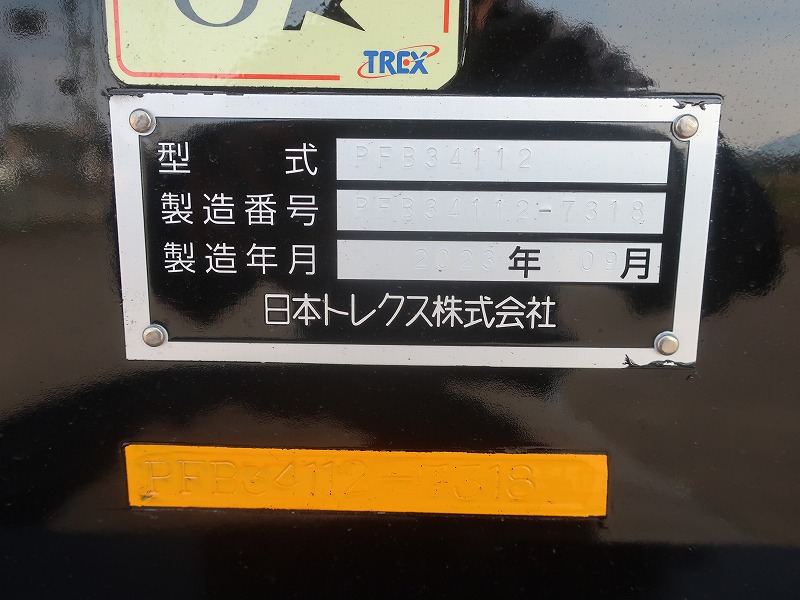 TREX
型式 PFB34112
製造番号 PFB34112-7318
製造年月 2023年09月
日本トレクス株式会社
PFB34112-7318